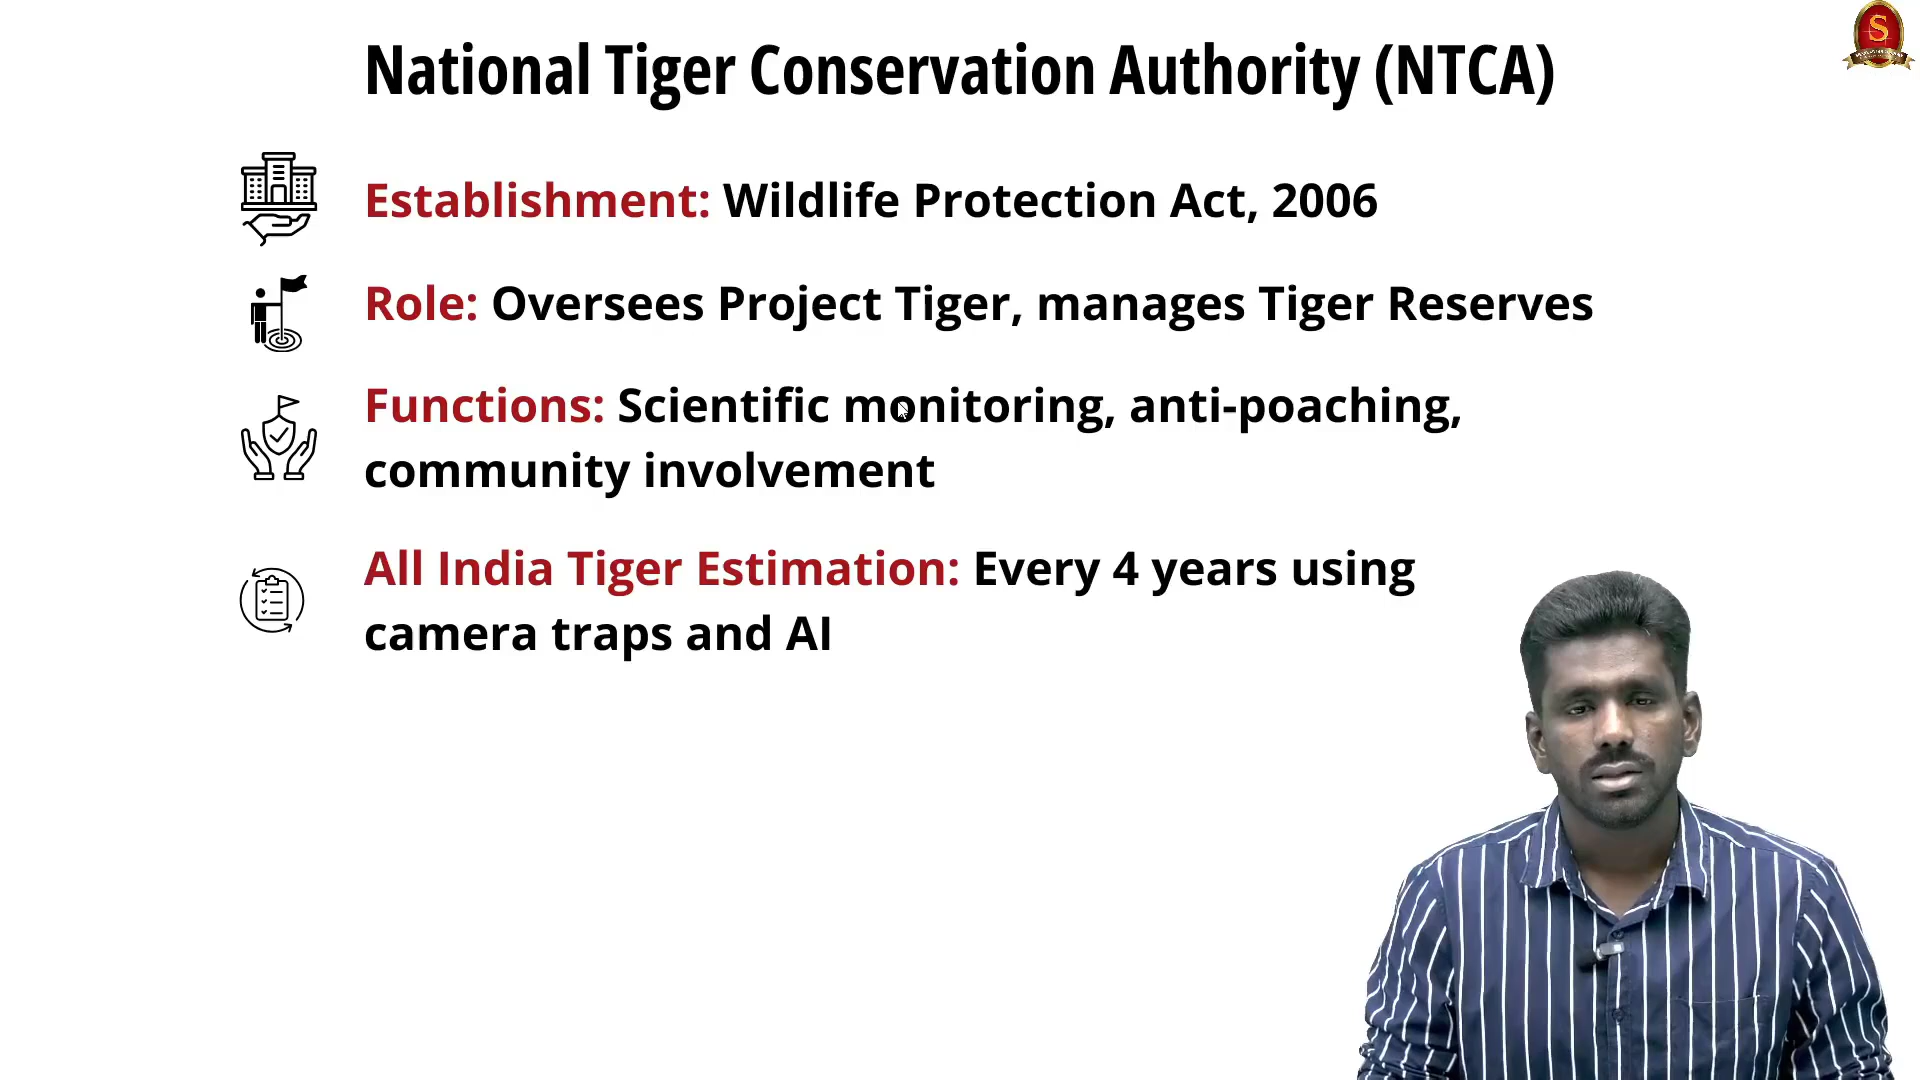 National Tiger Conservation Authority (NTCA)
Establishment: Wildlife Protection Act, 2006
Role: Oversees Project Tiger, manages Tiger Reserves
Functions: Scientific monitoring, anti-poaching,
community involvement
All India Tiger Estimation: Every 4 years using
camera traps and AI
S